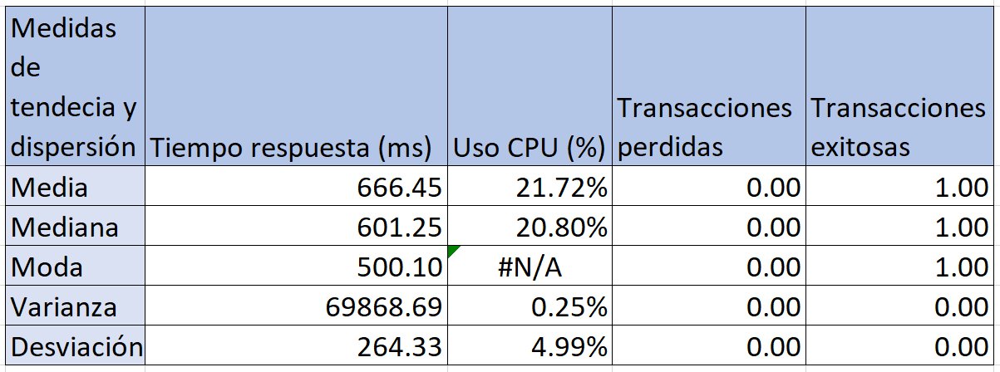 Medidas
de
tendecia y
dispersión Tiempo respuesta (ms) Uso CPU (%) Transacciones perdidas Transacciones exitosas
Media 666.45 21.72% 0.00 1.00
Mediana 601.25 20.80% 0.00 1.00
Moda 500.10 #N/A 0.00 1.00
Varianza 69868.69 0.25% 0.00 0.00
Desviación 264.33 4.99% 0.00 0.00